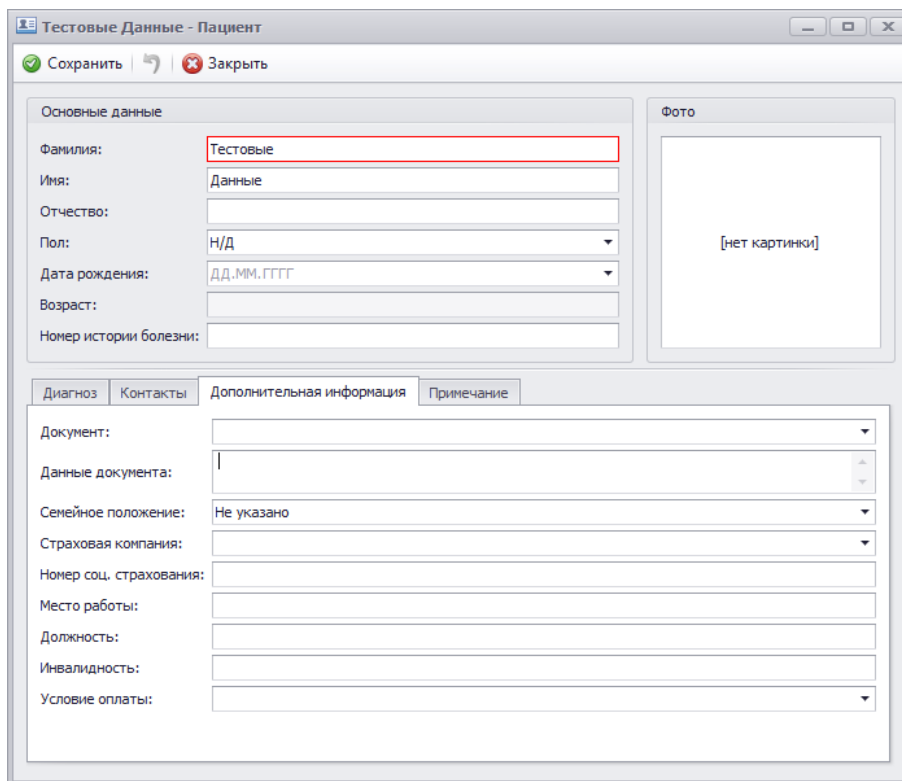 Тестовые Данные - Пациент
Сохранить Закрыть
Основные данные
Фамилия: Тестовые
Имя: Данные
Отчество:
Пол: Н/Д
Дата рождения: ДД.ММ.ГГГГ
Возраст:
Номер истории болезни:
Фото
[нет картинки]
Диагноз Контакты Дополнительная информация Примечание
Документ:
Данные документа:
Семейное положение: Не указано
Страховая компания:
Номер соц. страхования:
Место работы:
Должность:
Инвалидность:
Условие оплаты: